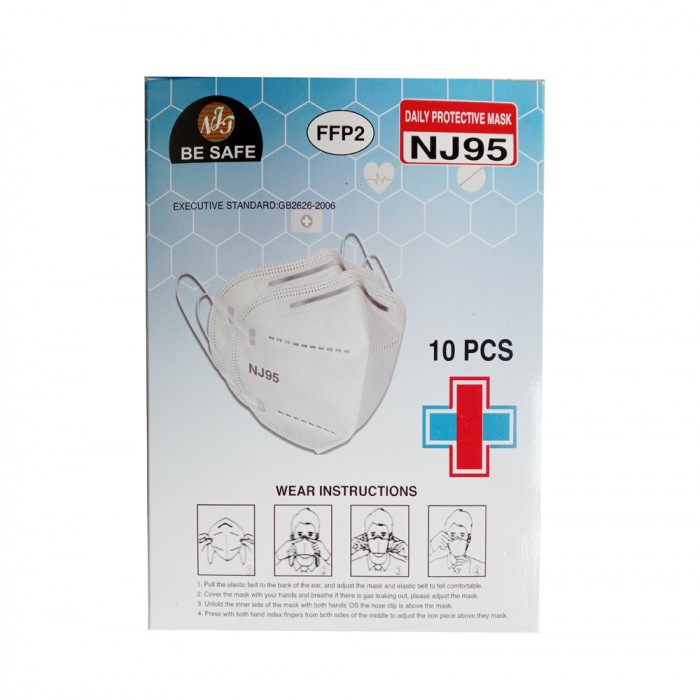 NJT
BE SAFE
FFP2
DAILY PROTECTIVE MASK
NJ95
EXECUTIVE STANDARD:GB2626-2006
NJ95
10 PCS
WEAR INSTRUCTIONS
1. Pull the elastic belt to the back of the ear, and adjust the mask and elastic belt to fell comfortable.
2. Cover the mask with your hands and breathe if there is gas leaking out, please adjust the mask.
3. Unfold the inner side of the mask with both hands' OS the nose clip is above the mask.
4. Press with both hand index fingers from both sides of the middle to adjust the iron piece above they mask.